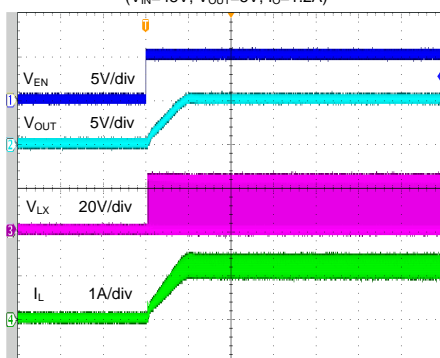 T
V_EN 5V/div
1
V_OUT 5V/div
2
V_LX 20V/div
3
I_L 1A/div
4